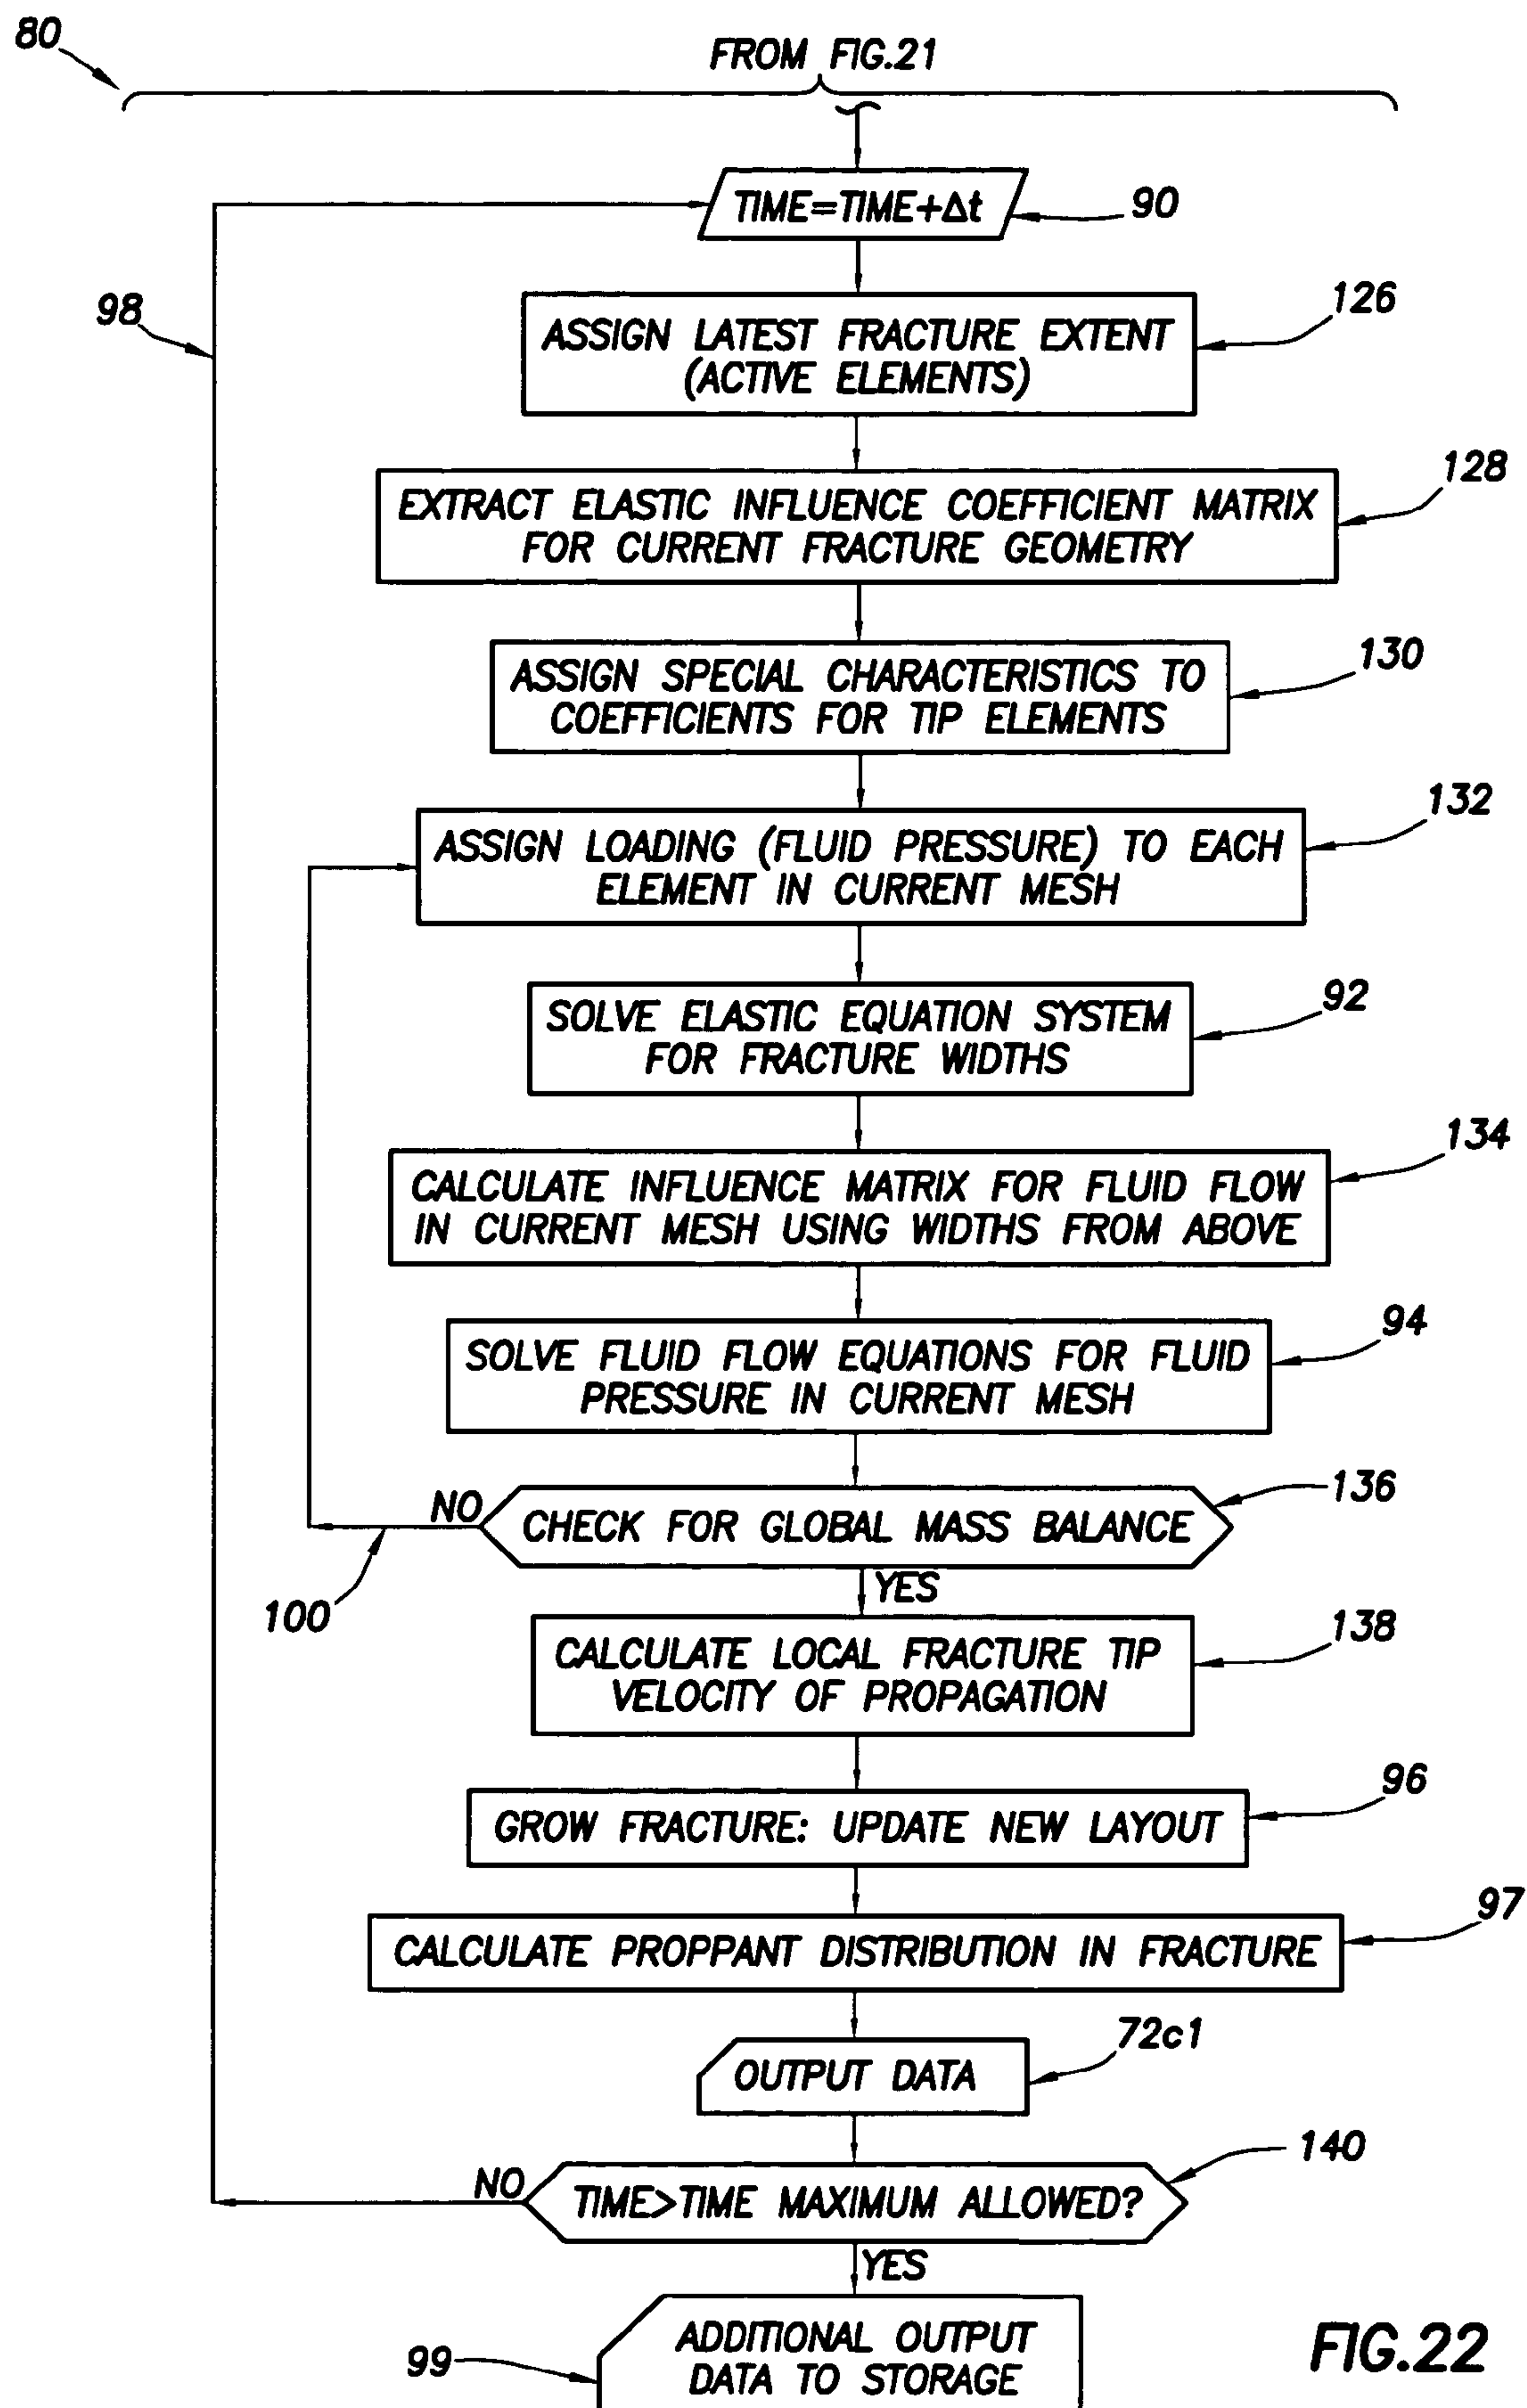 80
FROM FIG.21
TIME=TIME+Δt
90
98
126
ASSIGN LATEST FRACTURE EXTENT
(ACTIVE ELEMENTS)
128
EXTRACT ELASTIC INFLUENCE COEFFICIENT MATRIX
FOR CURRENT FRACTURE GEOMETRY
130
ASSIGN SPECIAL CHARACTERISTICS TO
COEFFICIENTS FOR TIP ELEMENTS
132
ASSIGN LOADING (FLUID PRESSURE) TO EACH
ELEMENT IN CURRENT MESH
92
SOLVE ELASTIC EQUATION SYSTEM
FOR FRACTURE WIDTHS
134
CALCULATE INFLUENCE MATRIX FOR FLUID FLOW
IN CURRENT MESH USING WIDTHS FROM ABOVE
94
SOLVE FLUID FLOW EQUATIONS FOR FLUID
PRESSURE IN CURRENT MESH
136
NO
CHECK FOR GLOBAL MASS BALANCE
YES
100
138
CALCULATE LOCAL FRACTURE TIP
VELOCITY OF PROPAGATION
96
GROW FRACTURE: UPDATE NEW LAYOUT
97
CALCULATE PROPPANT DISTRIBUTION IN FRACTURE
72c1
OUTPUT DATA
140
NO
TIME>TIME MAXIMUM ALLOWED?
YES
99
ADDITIONAL OUTPUT
DATA TO STORAGE
FIG.22